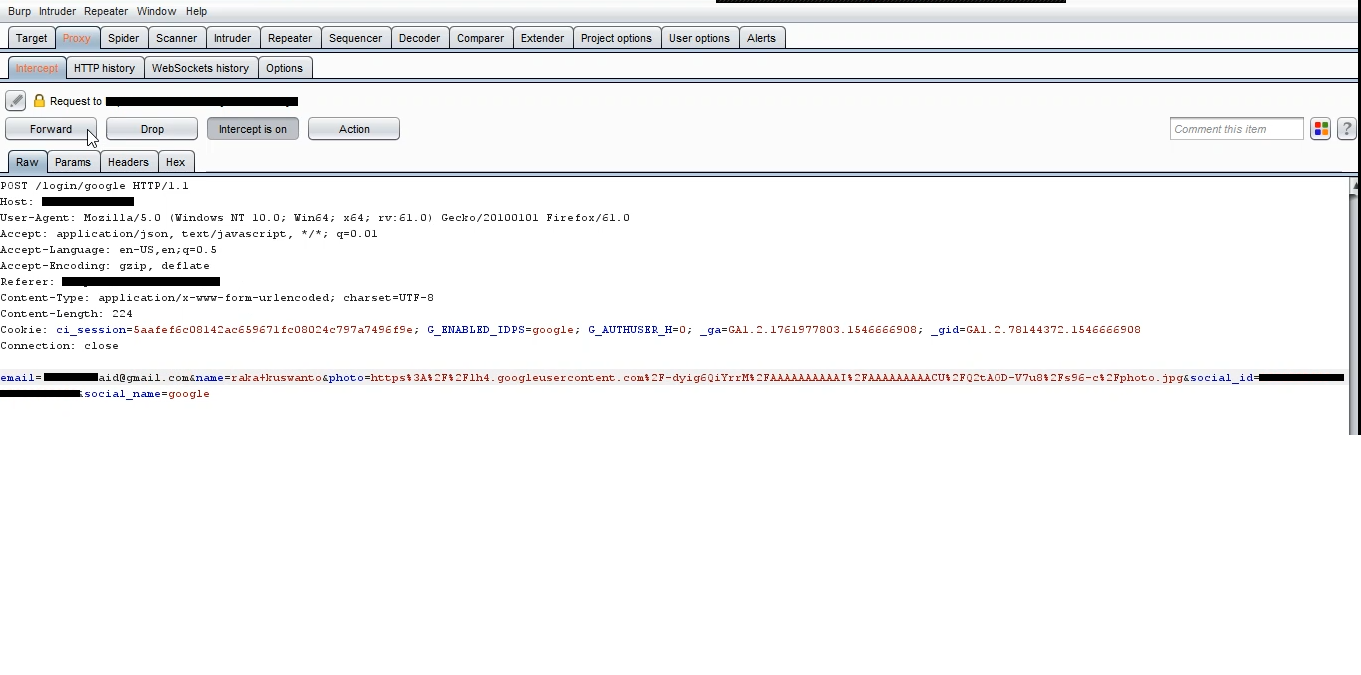 Burp Intruder Repeater Window Help
Target Proxy Spider Scanner Intruder Repeater Sequencer Decoder Comparer Extender Project options User options Alerts
Intercept HTTP history WebSockets history Options
Request to
Forward Drop Intercept is on Action Comment this item ?
Raw Params Headers Hex
POST /login/google HTTP/1.1
Host:
User-Agent: Mozilla/5.0 (Windows NT 10.0; Win64; x64; rv:61.0) Gecko/20100101 Firefox/61.0
Accept: application/json, text/javascript, */*; q=0.01
Accept-Language: en-US,en;q=0.5
Accept-Encoding: gzip, deflate
Referer:
Content-Type: application/x-www-form-urlencoded; charset=UTF-8
Content-Length: 224
Cookie: ci_session=5aafef6c08142ac659671fc08024c797a7496f9e; G_ENABLED_IDPS=google; G_AUTHUSER_H=0; _ga=GA1.2.1761977803.1546666908; _gid=GA1.2.78144372.1546666908
Connection: close
email= aid@gmail.com&name=raka+kuswanto&photo=https%3A%2F%2Flh4.googleusercontent.com%2F-dyig6QiYrrM%2FAAAAAAAAAAI%2FAAAAAAAAACU%2FQ2tAOD-V7u8%2Fs96-c%2Fphoto.jpg&social_id=
&social_name=google